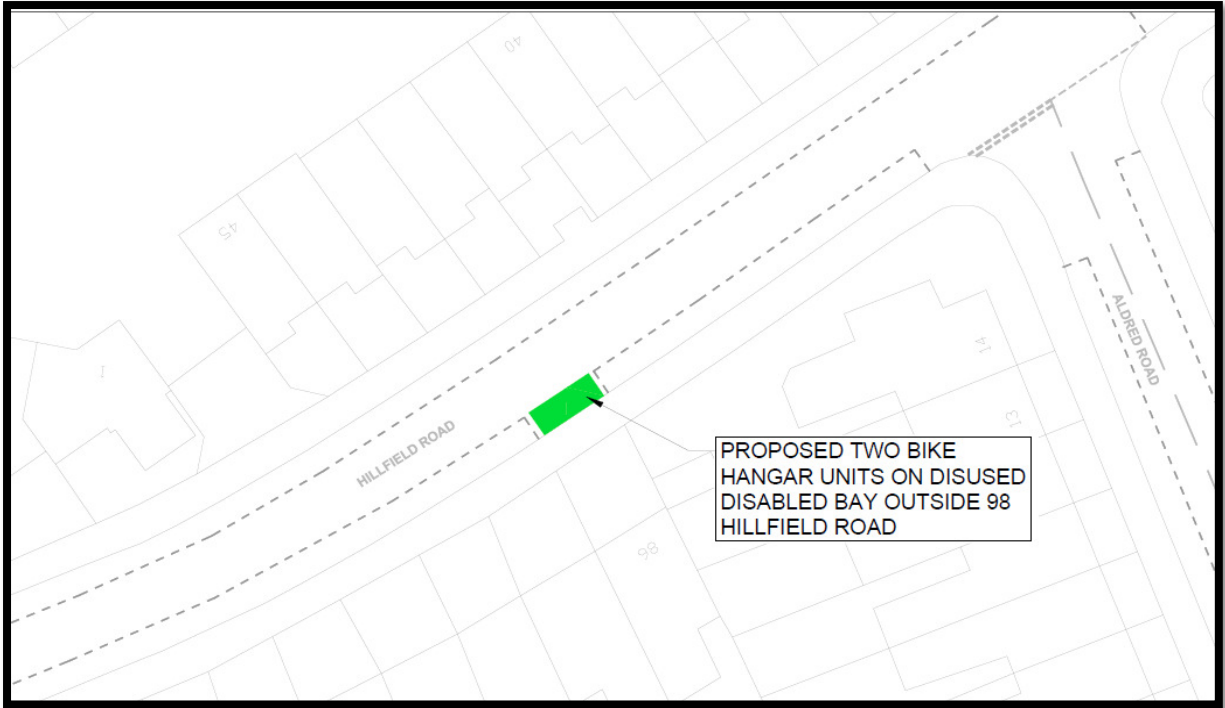 40
45
1
HILLFIELD ROAD
ALDRED ROAD
14
13
98
PROPOSED TWO BIKE
HANGAR UNITS ON DISUSED
DISABLED BAY OUTSIDE 98
HILLFIELD ROAD